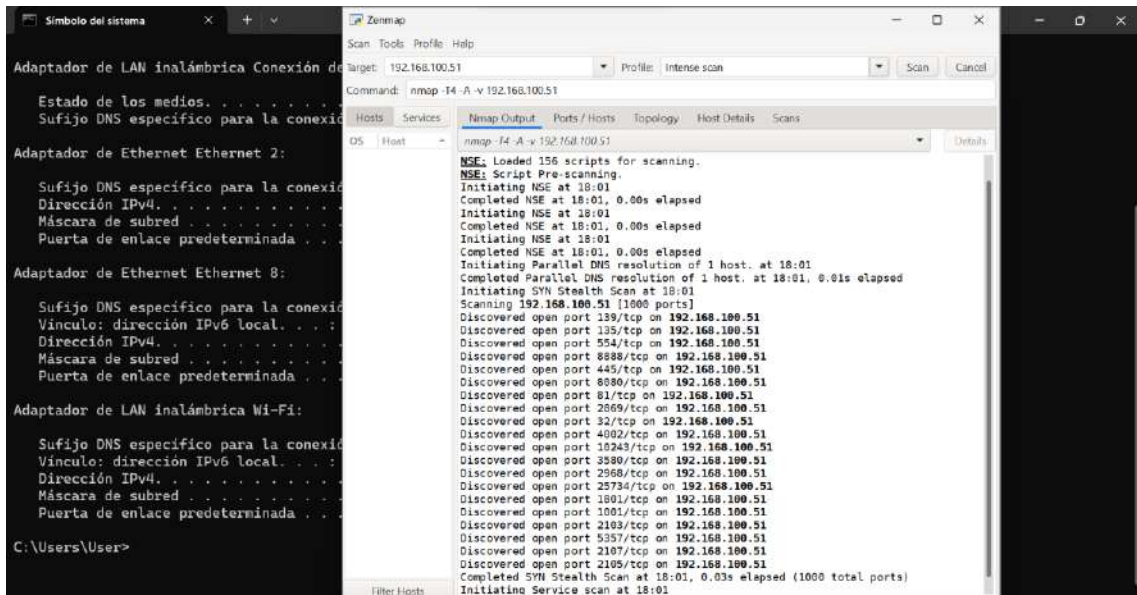 Símbolo del sistema
Adaptador de LAN inalámbrica Conexión de
Estado de los medios. . . . . . . . .
Sufijo DNS específico para la conexió
Adaptador de Ethernet Ethernet 2:
Sufijo DNS específico para la conexió
Dirección IPv4. . . . . . . . . . . .
Máscara de subred . . . . . . . . . .
Puerta de enlace predeterminada . . .
Adaptador de Ethernet Ethernet 8:
Sufijo DNS específico para la conexió
Vínculo: dirección IPv6 local. . . :
Dirección IPv4. . . . . . . . . . . .
Máscara de subred . . . . . . . . . .
Puerta de enlace predeterminada . . .
Adaptador de LAN inalámbrica Wi-Fi:
Sufijo DNS específico para la conexió
Vínculo: dirección IPv6 local. . . :
Dirección IPv4. . . . . . . . . . . .
Máscara de subred . . . . . . . . . .
Puerta de enlace predeterminada . . .
C:\Users\User>
Zenmap
Scan Tools Profile Help
Target: 192.168.100.51 Profile: Intense scan Scan Cancel
Command: nmap -T4 -A -v 192.168.100.51
Hosts Services Nmap Output Ports / Hosts Topology Host Details Scans
OS Host nmap -T4 -A -v 192.168.100.51 Details
NSE: Loaded 156 scripts for scanning.
NSE: Script Pre-scanning.
Initiating NSE at 18:01
Completed NSE at 18:01, 0.00s elapsed
Initiating NSE at 18:01
Completed NSE at 18:01, 0.00s elapsed
Initiating NSE at 18:01
Completed NSE at 18:01, 0.00s elapsed
Initiating Parallel DNS resolution of 1 host. at 18:01
Completed Parallel DNS resolution of 1 host. at 18:01, 0.01s elapsed
Initiating SYN Stealth Scan at 18:01
Scanning 192.168.100.51 [1000 ports]
Discovered open port 139/tcp on 192.168.100.51
Discovered open port 135/tcp on 192.168.100.51
Discovered open port 554/tcp on 192.168.100.51
Discovered open port 8888/tcp on 192.168.100.51
Discovered open port 445/tcp on 192.168.100.51
Discovered open port 8080/tcp on 192.168.100.51
Discovered open port 81/tcp on 192.168.100.51
Discovered open port 2869/tcp on 192.168.100.51
Discovered open port 32/tcp on 192.168.100.51
Discovered open port 4002/tcp on 192.168.100.51
Discovered open port 10243/tcp on 192.168.100.51
Discovered open port 3580/tcp on 192.168.100.51
Discovered open port 2968/tcp on 192.168.100.51
Discovered open port 25734/tcp on 192.168.100.51
Discovered open port 1801/tcp on 192.168.100.51
Discovered open port 1001/tcp on 192.168.100.51
Discovered open port 2103/tcp on 192.168.100.51
Discovered open port 5357/tcp on 192.168.100.51
Discovered open port 2107/tcp on 192.168.100.51
Discovered open port 2105/tcp on 192.168.100.51
Completed SYN Stealth Scan at 18:01, 0.03s elapsed (1000 total ports)
Initiating Service scan at 18:01
Filter Hosts